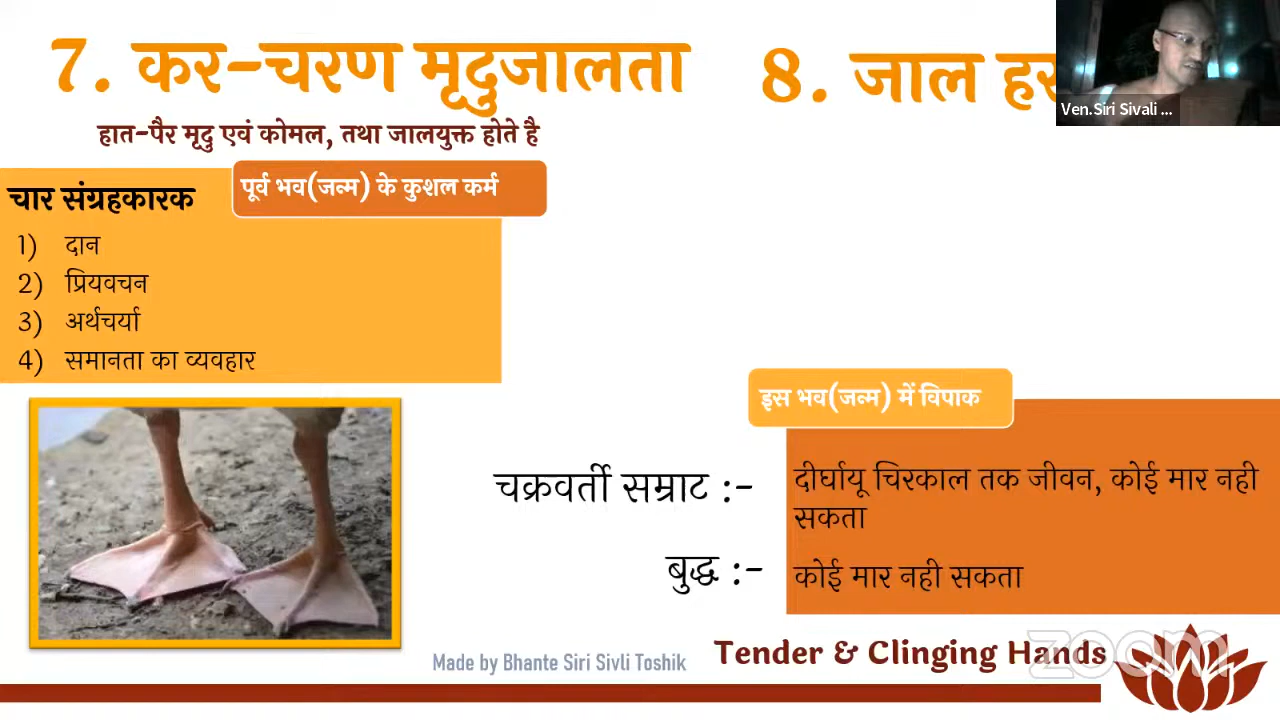 7. कर-चरण मृदुजालता
8. जाल
Ven.Siri Sivali ...
हात-पैर मृदु एवं कोमल, तथा जालयुक्त होते है
पूर्व भव(जन्म) के कुशल कर्म
चार संग्रहकारक
1) दान
2) प्रियवचन
3) अर्थचर्या
4) समानता का व्यवहार
इस भव(जन्म) में विपाक
चक्रवर्ती सम्राट :-
दीर्घायू चिरकाल तक जीवन, कोई मार नही
सकता
बुद्ध :-
कोई मार नही सकता
Tender & Clinging Hands
Made by Bhante Siri Sivli Toshik
zoom